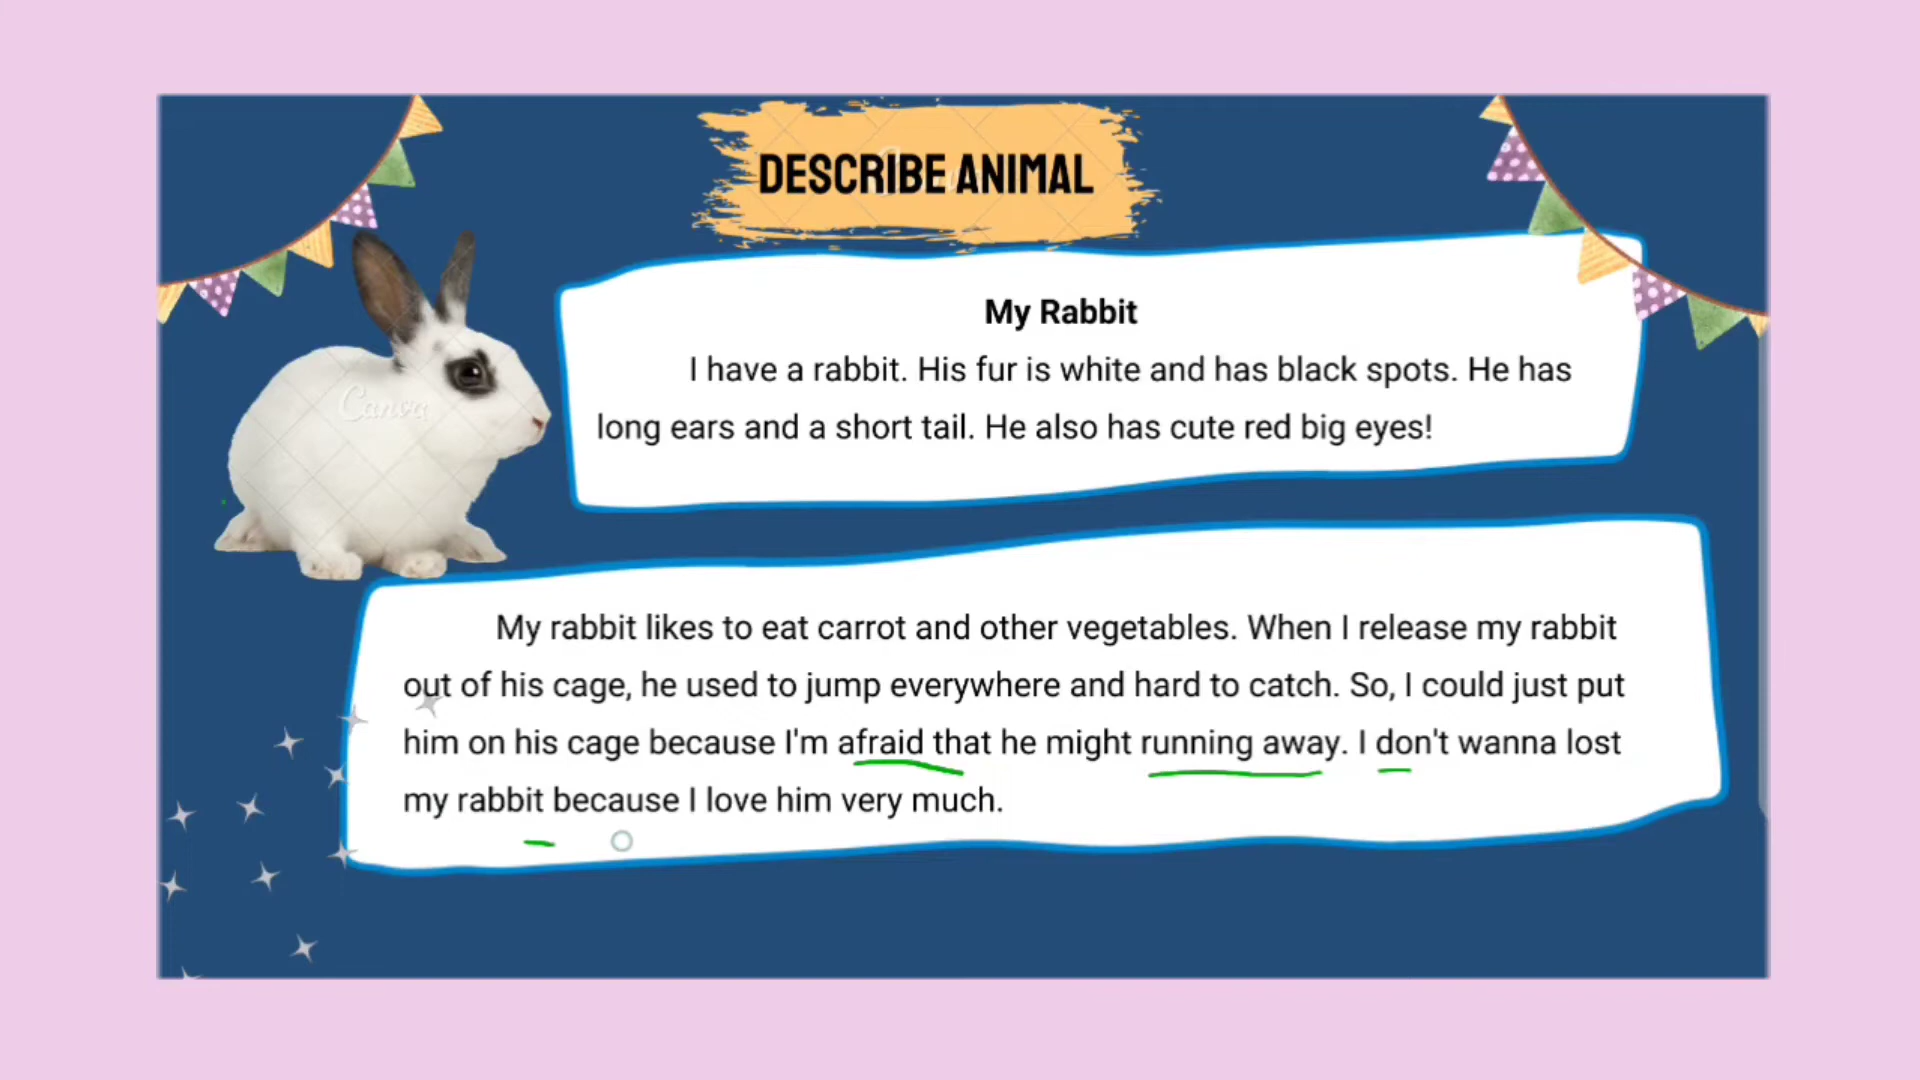 DESCRIBE ANIMAL
My Rabbit
I have a rabbit. His fur is white and has black spots. He has
long ears and a short tail. He also has cute red big eyes!
Canva
My rabbit likes to eat carrot and other vegetables. When I release my rabbit
out of his cage, he used to jump everywhere and hard to catch. So, I could just put
him on his cage because I'm afraid that he might running away. I don't wanna lost
my rabbit because I love him very much.